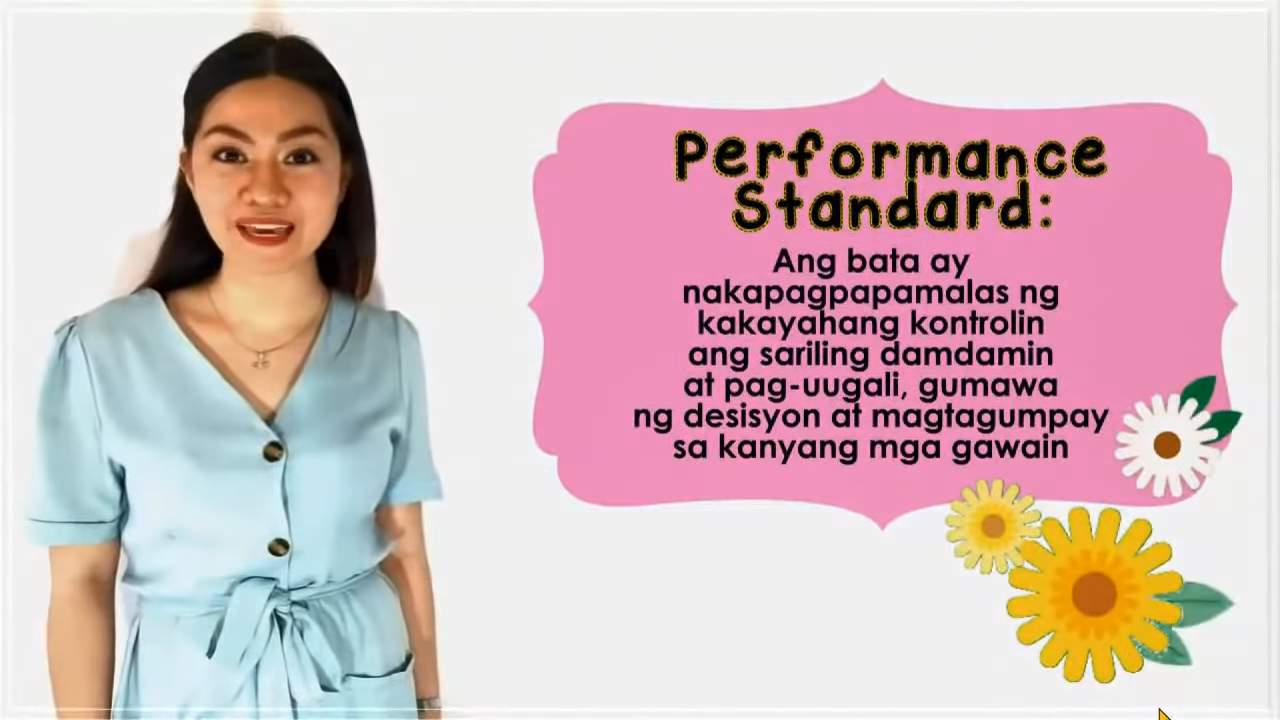 Performance
Standard:
Ang bata ay
nakapagpapamalas ng
kakayahang kontrolin
ang sariling damdamin
at pag-uugali, gumawa
ng desisyon at magtagumpay
sa kanyang mga gawain